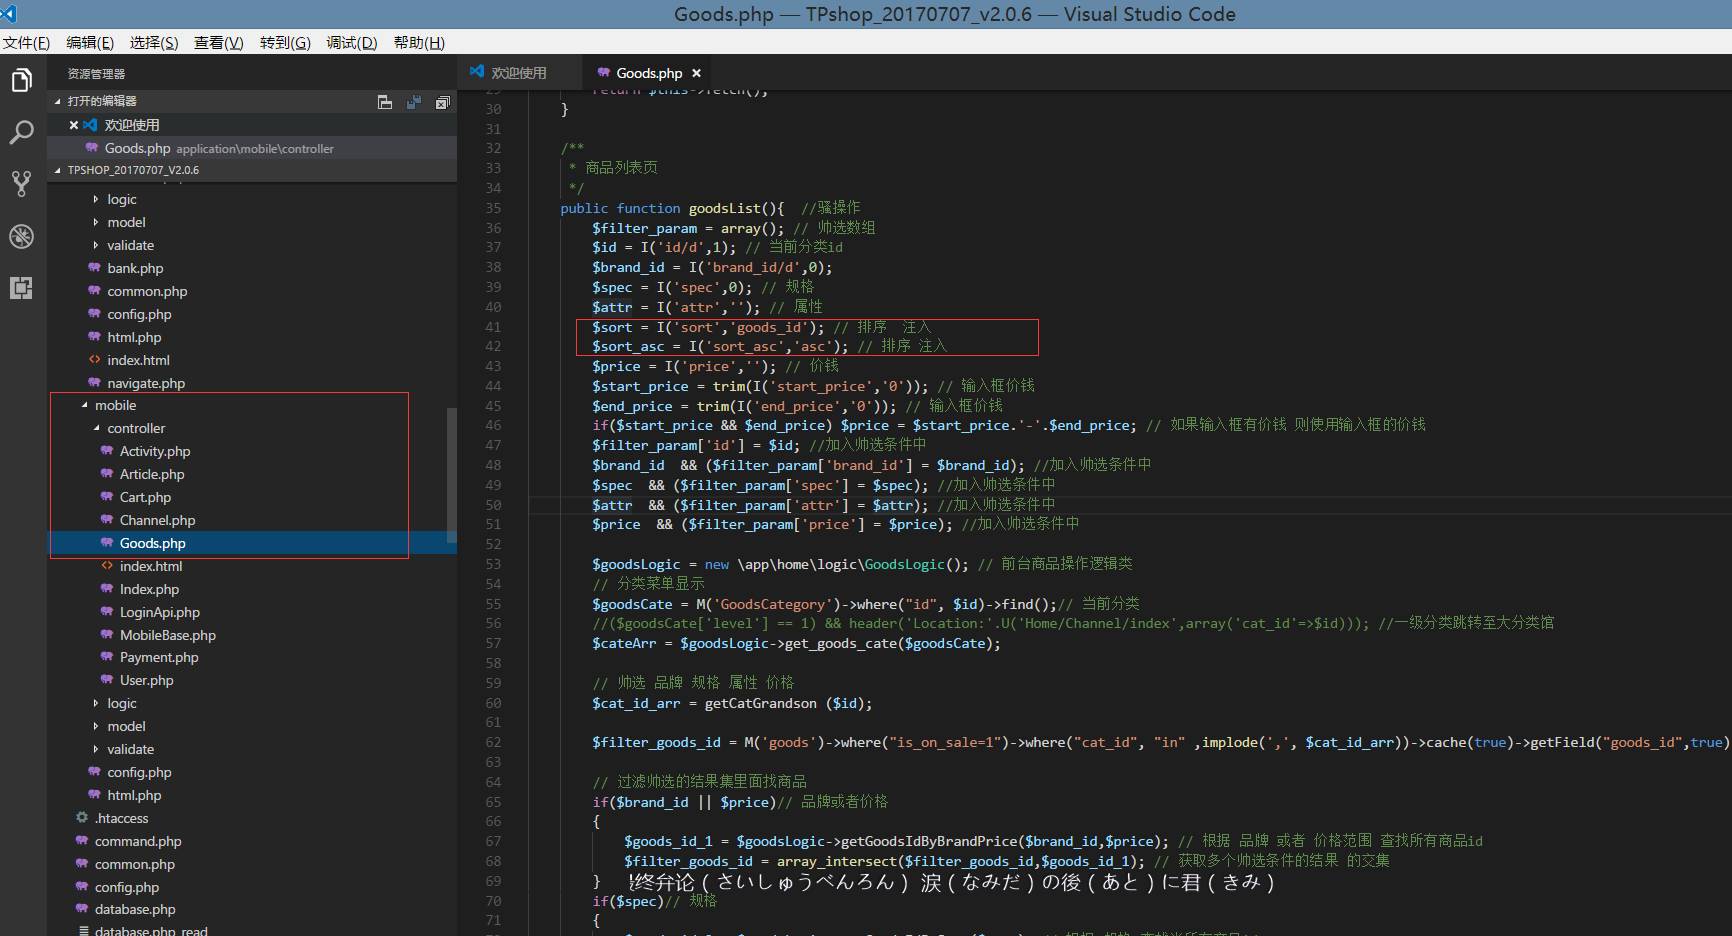 Goods.php — TPshop_20170707_v2.0.6 — Visual Studio Code
文件(F) 编辑(E) 选择(S) 查看(V) 转到(G) 调试(D) 帮助(H)
资源管理器
打开的编辑器
欢迎使用
Goods.php application\mobile\controller
TPSHOP_20170707_V2.0.6
logic
model
validate
bank.php
common.php
config.php
html.php
index.html
navigate.php
mobile
controller
Activity.php
Article.php
Cart.php
Channel.php
Goods.php
index.html
Index.php
LoginApi.php
MobileBase.php
Payment.php
User.php
logic
model
validate
config.php
html.php
.htaccess
command.php
common.php
config.php
database.php
database.php_read
欢迎使用 Goods.php
29 return $this->fetch();
30 }
31
32 /**
33 * 商品列表页
34 */
35 public function goodsList(){ //骚操作
36 $filter_param = array(); // 帅选数组
37 $id = I('id/d',1); // 当前分类id
38 $brand_id = I('brand_id/d',0);
39 $spec = I('spec',0); // 规格
40 $attr = I('attr',''); // 属性
41 $sort = I('sort','goods_id'); // 排序 注入
42 $sort_asc = I('sort_asc','asc'); // 排序 注入
43 $price = I('price',''); // 价钱
44 $start_price = trim(I('start_price','0')); // 输入框价钱
45 $end_price = trim(I('end_price','0')); // 输入框价钱
46 if($start_price && $end_price) $price = $start_price.'-'.$end_price; // 如果输入框有价钱 则使用输入框的价钱
47 $filter_param['id'] = $id; //加入帅选条件中
48 $brand_id && ($filter_param['brand_id'] = $brand_id); //加入帅选条件中
49 $spec && ($filter_param['spec'] = $spec); //加入帅选条件中
50 $attr && ($filter_param['attr'] = $attr); //加入帅选条件中
51 $price && ($filter_param['price'] = $price); //加入帅选条件中
52
53 $goodsLogic = new \app\home\logic\GoodsLogic(); // 前台商品操作逻辑类
54 // 分类菜单显示
55 $goodsCate = M('GoodsCategory')->where("id", $id)->find();// 当前分类
56 //($goodsCate['level'] == 1) && header('Location:'.U('Home/Channel/index',array('cat_id'=>$id))); //一级分类跳转至大分类馆
57 $cateArr = $goodsLogic->get_goods_cate($goodsCate);
58
59 // 帅选 品牌 规格 属性 价格
60 $cat_id_arr = getCatGrandson ($id);
61
62 $filter_goods_id = M('goods')->where("is_on_sale=1")->where("cat_id", "in" ,implode(',', $cat_id_arr))->cache(true)->getField("goods_id",true)
63
64 // 过滤帅选的结果集里面找商品
65 if($brand_id || $price)// 品牌或者价格
66 {
67 $goods_id_1 = $goodsLogic->getGoodsIdByBrandPrice($brand_id,$price); // 根据 品牌 或者 价格范围 查找所有商品id
68 $filter_goods_id = array_intersect($filter_goods_id,$goods_id_1); // 获取多个帅选条件的结果 的交集
69 }
终弁论（さいしゅうべんろん） 涙（なみだ）の後（あと）に君（きみ）
70 if($spec)// 规格
71 {